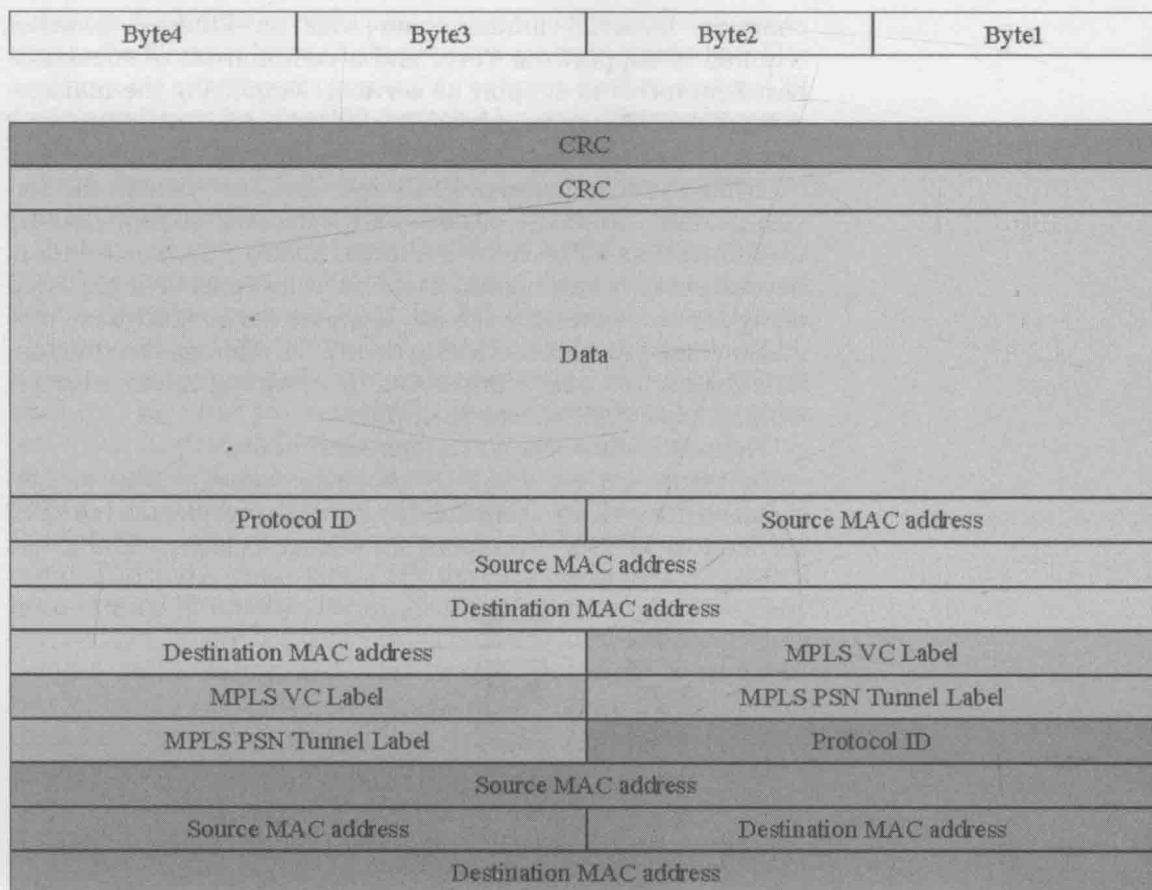 Byte4 Byte3 Byte2 Byte1
CRC
CRC
Data
Protocol ID Source MAC address
Source MAC address
Destination MAC address
Destination MAC address MPLS VC Label
MPLS VC Label MPLS PSN Tunnel Label
MPLS PSN Tunnel Label Protocol ID
Source MAC address
Source MAC address Destination MAC address
Destination MAC address